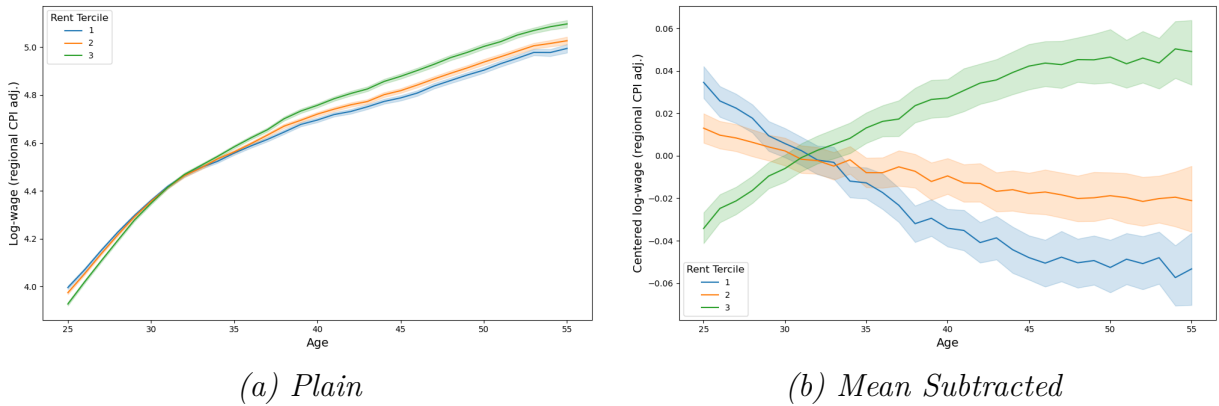 Rent Tercile
1
2
3
5.0
4.8
4.6
4.4
4.2
4.0
Log-wage (regional CPI adj.)
25 30 35 40 45 50 55
Age
(a) Plain
0.06
0.04
0.02
0.00
−0.02
−0.04
−0.06
Centered log-wage (regional CPI adj.)
Rent Tercile
1
2
3
25 30 35 40 45 50 55
Age
(b) Mean Subtracted